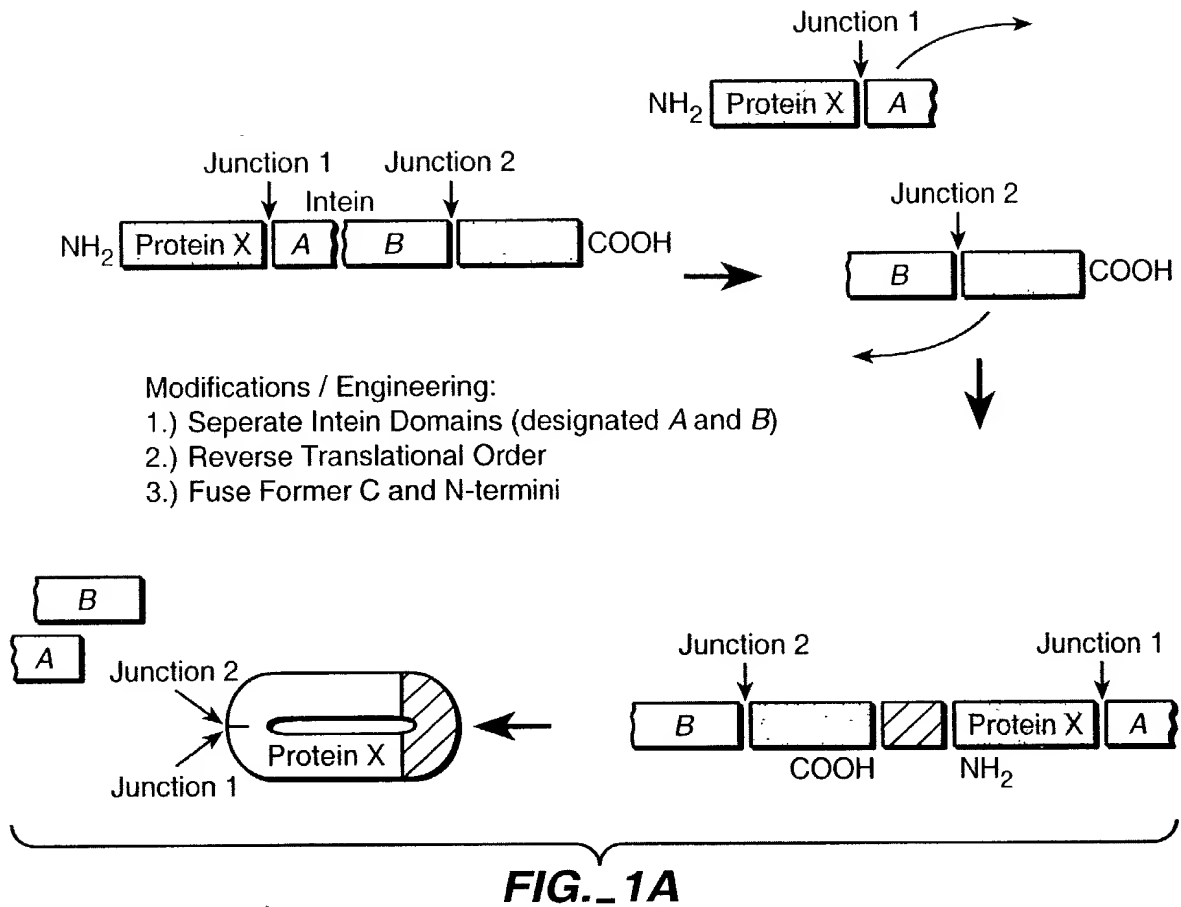 Junction 1
NH2 Protein X A
Junction 1 Junction 2
Intein
NH2 Protein X A B COOH
Junction 2
B COOH
Modifications / Engineering:
1.) Seperate Intein Domains (designated A and B)
2.) Reverse Translational Order
3.) Fuse Former C and N-termini
B
A
Junction 2
Protein X
Junction 1
Junction 2 Junction 1
B Protein X A
COOH NH2
FIG._1A